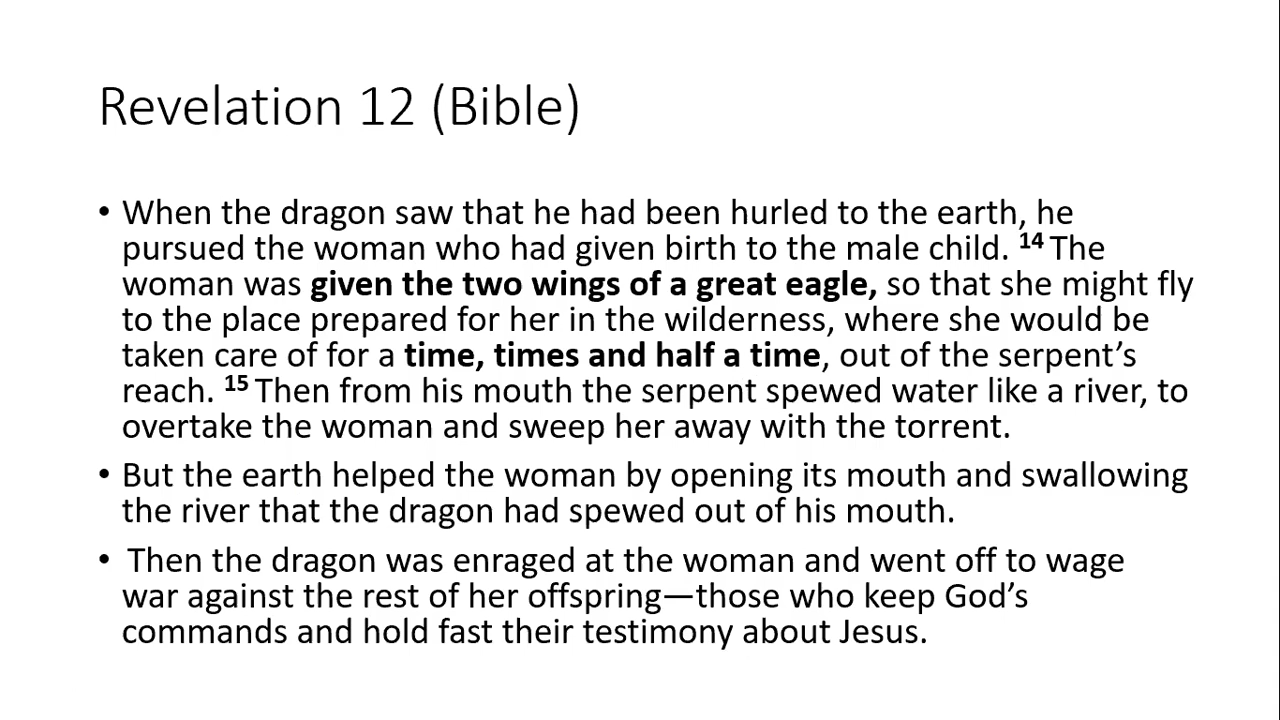 Revelation 12 (Bible)
• When the dragon saw that he had been hurled to the earth, he
pursued the woman who had given birth to the male child. 14 The
woman was given the two wings of a great eagle, so that she might fly
to the place prepared for her in the wilderness, where she would be
taken care of for a time, times and half a time, out of the serpent’s
reach. 15 Then from his mouth the serpent spewed water like a river, to
overtake the woman and sweep her away with the torrent.
• But the earth helped the woman by opening its mouth and swallowing
the river that the dragon had spewed out of his mouth.
• Then the dragon was enraged at the woman and went off to wage
war against the rest of her offspring—those who keep God’s
commands and hold fast their testimony about Jesus.